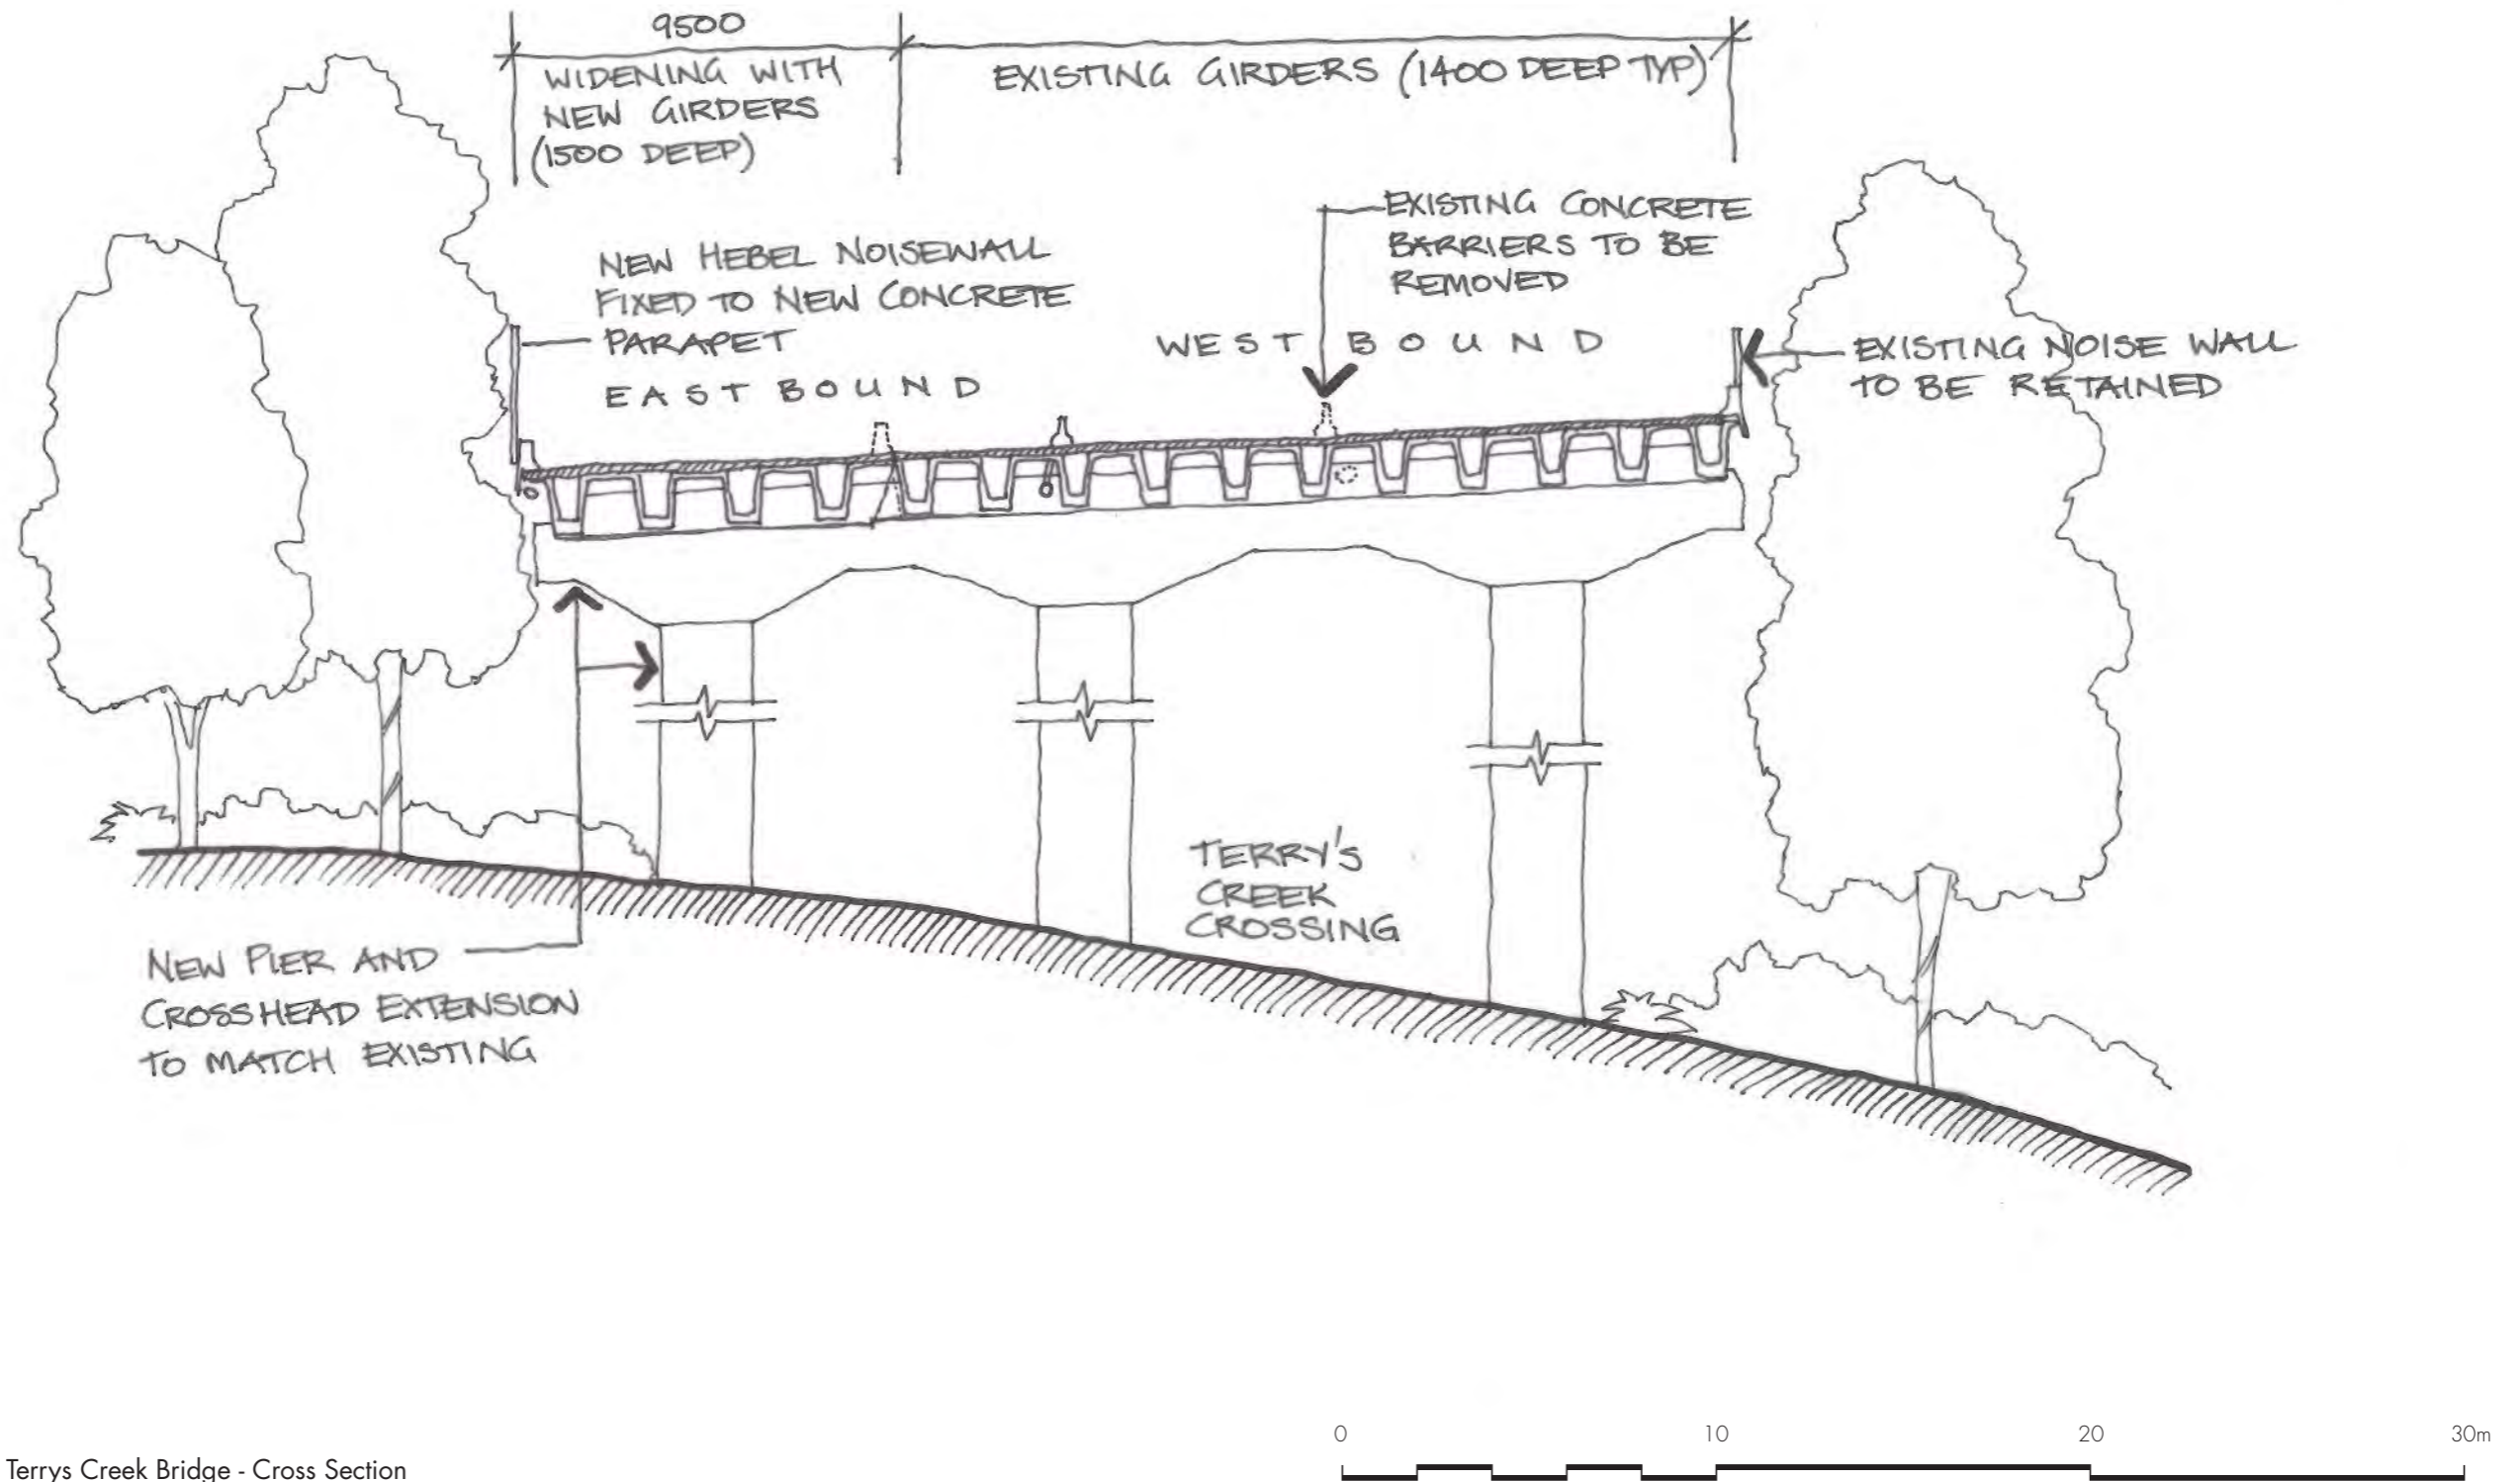 9500
WIDENING WITH
NEW GIRDERS
(1500 DEEP)
EXISTING GIRDERS (1400 DEEP TYP)
EXISTING CONCRETE
BARRIERS TO BE
REMOVED
NEW HEBEL NOISEWALL
FIXED TO NEW CONCRETE
PARAPET
EAST BOUND
WEST BOUND
EXISTING NOISE WALL
TO BE RETAINED
TERRY'S
CREEK
CROSSING
NEW PIER AND
CROSSHEAD EXTENSION
TO MATCH EXISTING
0 10 20 30m
Terrys Creek Bridge - Cross Section